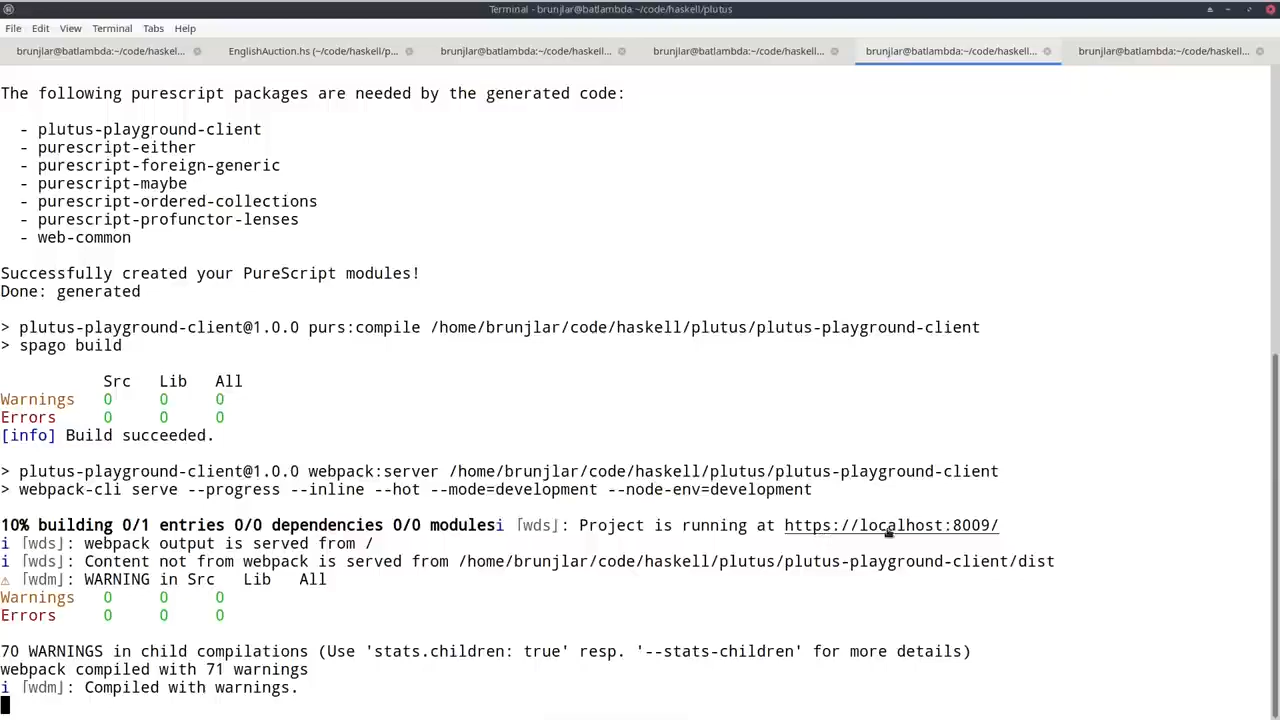 Terminal - brunjlar@batlambda:~/code/haskell/plutus
File Edit View Terminal Tabs Help
brunjlar@batlambda:~/code/haskel... EnglishAuction.hs (~/code/haskell/p... brunjlar@batlambda:~/code/haskell... brunjlar@batlambda:~/code/haskell... brunjlar@batlambda:~/code/haskell... brunjlar@batlambda:~/code/haskell...
The following purescript packages are needed by the generated code:
- plutus-playground-client
- purescript-either
- purescript-foreign-generic
- purescript-maybe
- purescript-ordered-collections
- purescript-profunctor-lenses
- web-common
Successfully created your PureScript modules!
Done: generated
> plutus-playground-client@1.0.0 purs:compile /home/brunjlar/code/haskell/plutus/plutus-playground-client
> spago build
Src Lib All
Warnings 0 0 0
Errors 0 0 0
[info] Build succeeded.
> plutus-playground-client@1.0.0 webpack:server /home/brunjlar/code/haskell/plutus/plutus-playground-client
> webpack-cli serve --progress --inline --hot --mode=development --node-env=development
10% building 0/1 entries 0/0 dependencies 0/0 modulesi ｢wds｣: Project is running at https://localhost:8009/
i ｢wds｣: webpack output is served from /
i ｢wds｣: Content not from webpack is served from /home/brunjlar/code/haskell/plutus/plutus-playground-client/dist
⚠ ｢wdm｣: WARNING in Src Lib All
Warnings 0 0 0
Errors 0 0 0
70 WARNINGS in child compilations (Use 'stats.children: true' resp. '--stats-children' for more details)
webpack compiled with 71 warnings
i ｢wdm｣: Compiled with warnings.